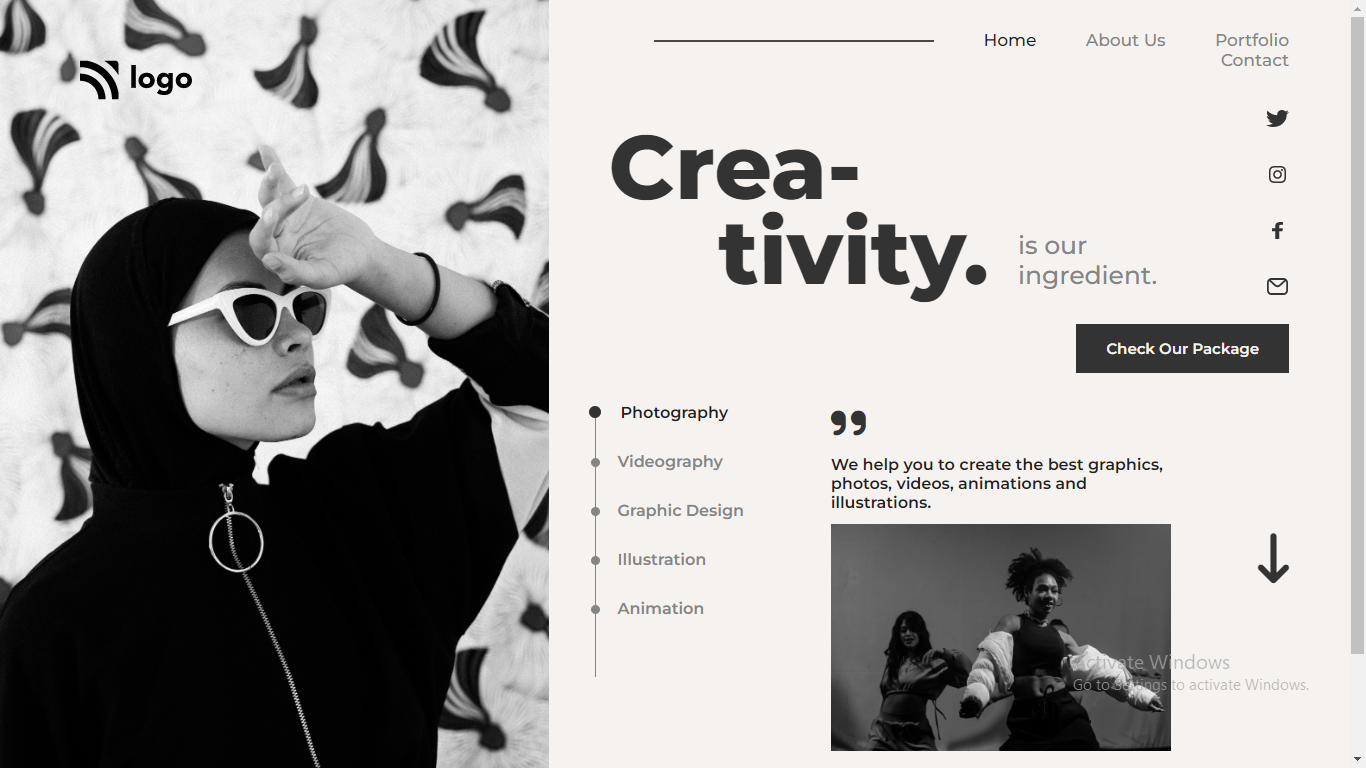 logo
Home About Us Portfolio
Contact
Crea-
tivity.
is our
ingredient.
Check Our Package
Photography
Videography
Graphic Design
Illustration
Animation
We help you to create the best graphics,
photos, videos, animations and
illustrations.
Activate Windows
Go to Settings to activate Windows.